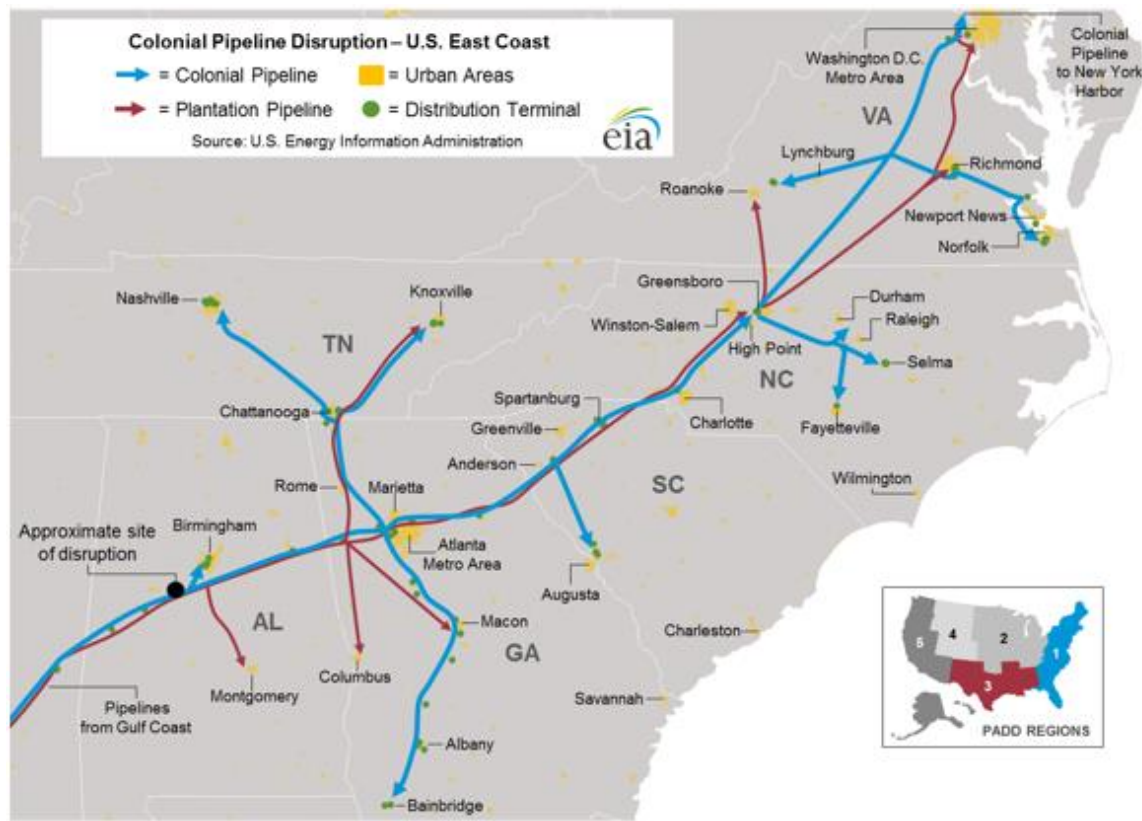 Colonial Pipeline Disruption – U.S. East Coast
= Colonial Pipeline
= Urban Areas
= Plantation Pipeline
= Distribution Terminal
Source: U.S. Energy Information Administration
eia
Washington D.C.
Metro Area
Colonial
Pipeline
to New York
Harbor
VA
Lynchburg
Richmond
Roanoke
Newport News
Norfolk
Greensboro
Nashville
Knoxville
Durham
Winston-Salem
Raleigh
TN
High Point
Selma
NC
Chattanooga
Spartanburg
Charlotte
Greenville
Fayetteville
Anderson
Rome
Marietta
SC
Wilmington
Approximate site
of disruption
Birmingham
Atlanta
Metro Area
Augusta
AL
Macon
Charleston
GA
Montgomery
Columbus
Savannah
Pipelines
from Gulf Coast
Albany
Bainbridge
5
4
2
1
3
PADD REGIONS